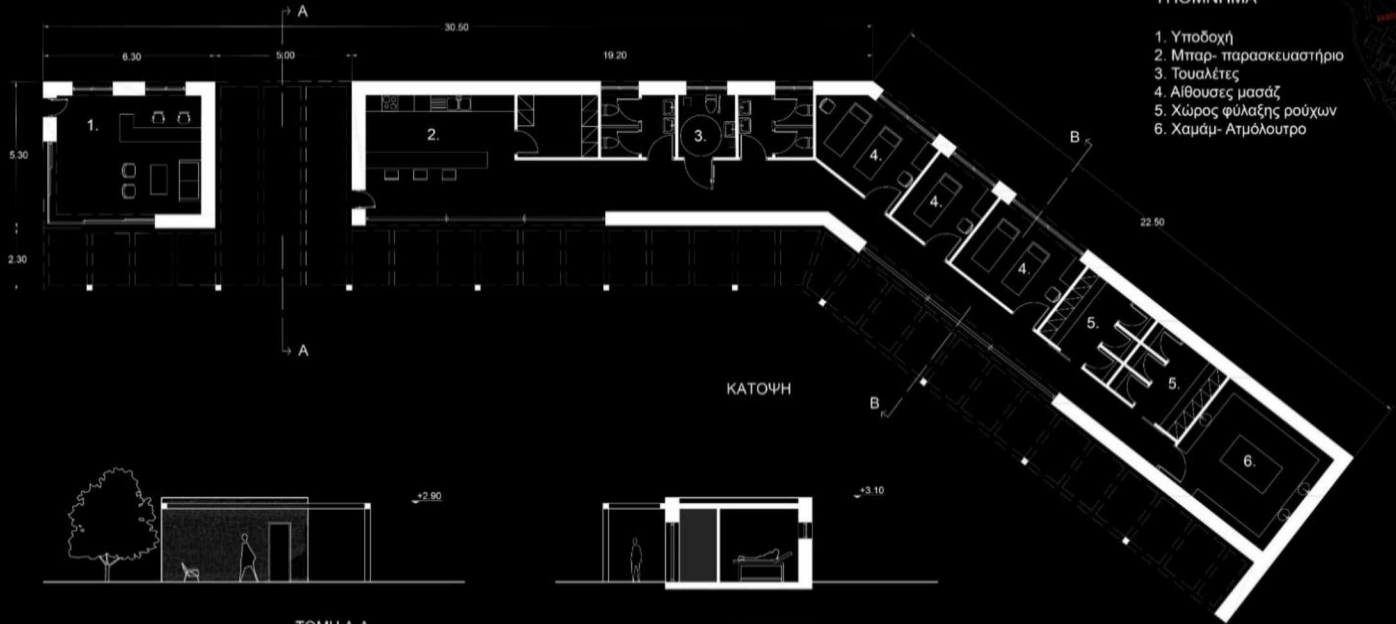 ΥΠΟΜΝΗΜΑ
1. Υποδοχή
2. Μπαρ- παρασκευαστήριο
3. Τουαλέτες
4. Αίθουσες μασάζ
5. Χώρος φύλαξης ρούχων
6. Χαμάμ- Ατμόλουτρο
A
30.50
6.30
5.00
19.20
5.30
2.30
1.
2.
3.
4.
4.
4.
5.
5.
6.
B
22.50
A
B
ΚΑΤΟΨΗ
+2.90
+3.10
ΤΟΜΗ Α-Α